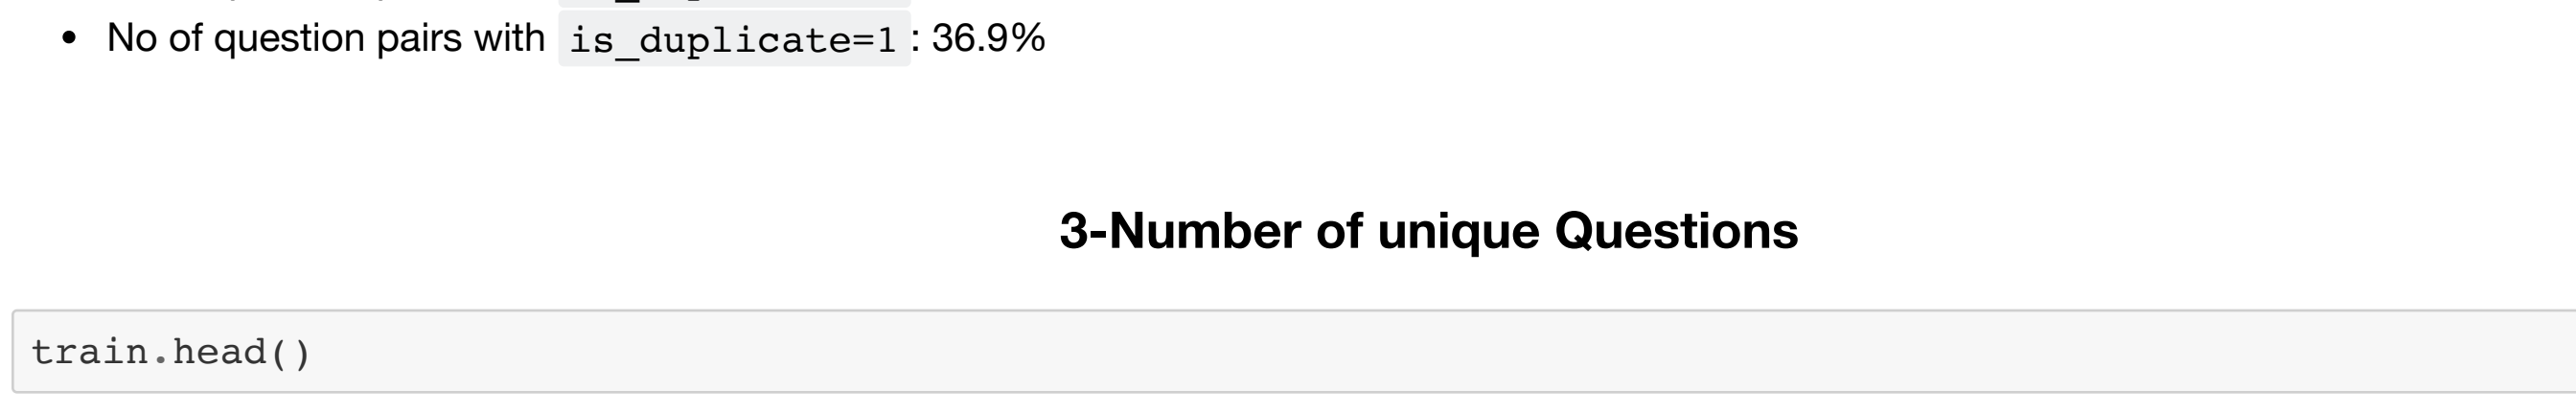 • No of question pairs with is_duplicate=1 : 36.9%
3-Number of unique Questions
train.head()